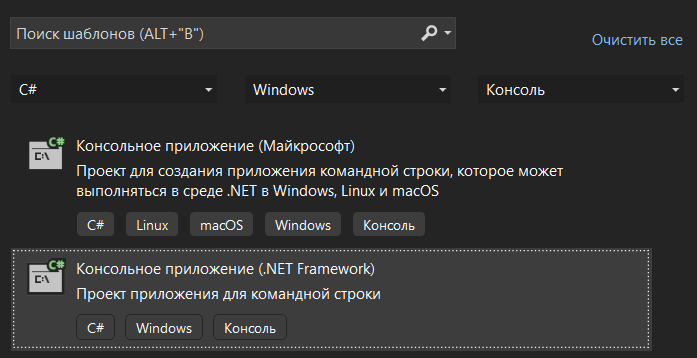 Поиск шаблонов (ALT+"В")
Очистить все
C#
Windows
Консоль
C#
C:\
Консольное приложение (Майкрософт)
Проект для создания приложения командной строки, которое может
выполняться в среде .NET в Windows, Linux и macOS
C#
Linux
macOS
Windows
Консоль
C#
C:\
Консольное приложение (.NET Framework)
Проект приложения для командной строки
C#
Windows
Консоль